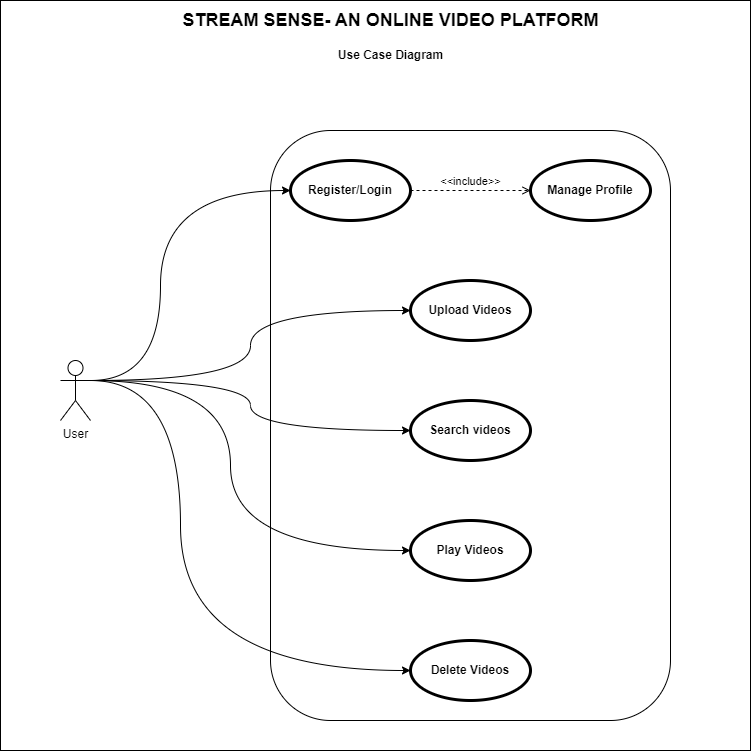 STREAM SENSE- AN ONLINE VIDEO PLATFORM
Use Case Diagram
Register/Login
<<include>>
Manage Profile
Upload Videos
User
Search videos
Play Videos
Delete Videos